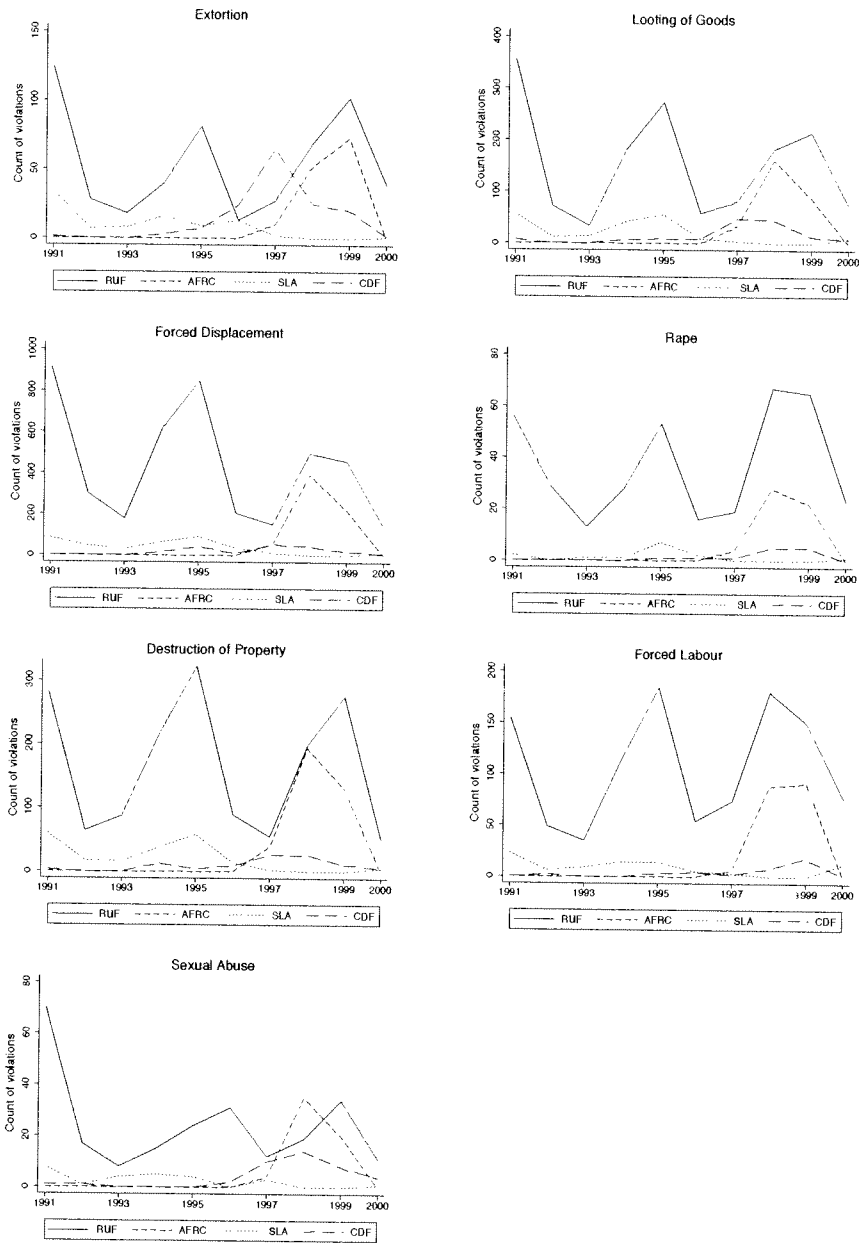 Extortion
Count of violations
150
100
50
0
1991 1993 1995 1997 1999 2000
RUF AFRC SLA CDF
Looting of Goods
Count of violations
400
300
200
100
0
1991 1993 1995 1997 1999 2000
RUF AFRC SLA CDF
Forced Displacement
Count of violations
1000
800
600
400
200
0
1991 1993 1995 1997 1999 2000
RUF AFRC SLA CDF
Rape
Count of violations
80
60
40
20
0
1991 1993 1995 1997 1999 2000
RUF AFRC SLA CDF
Destruction of Property
Count of violations
300
200
100
0
1991 1993 1995 1997 1999 2000
RUF AFRC SLA CDF
Forced Labour
Count of violations
200
150
100
50
0
1991 1993 1995 1997 1999 2000
RUF AFRC SLA CDF
Sexual Abuse
Count of violations
80
60
40
20
0
1991 1993 1995 1997 1999 2000
RUF AFRC SLA CDF